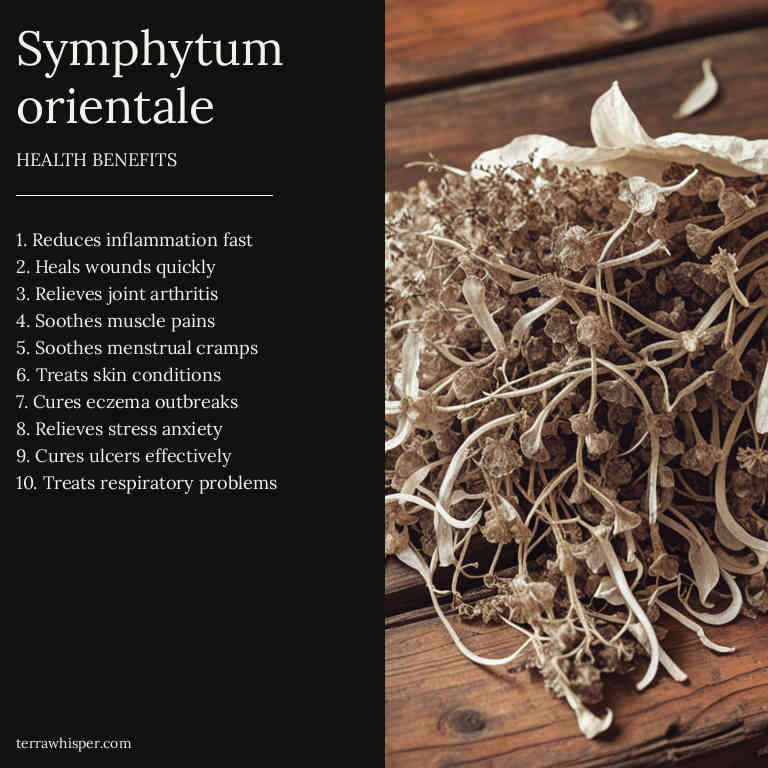 Symphytum
orientale
HEALTH BENEFITS
1. Reduces inflammation fast
2. Heals wounds quickly
3. Relieves joint arthritis
4. Soothes muscle pains
5. Soothes menstrual cramps
6. Treats skin conditions
7. Cures eczema outbreaks
8. Relieves stress anxiety
9. Cures ulcers effectively
10. Treats respiratory problems
terrawhisper.com